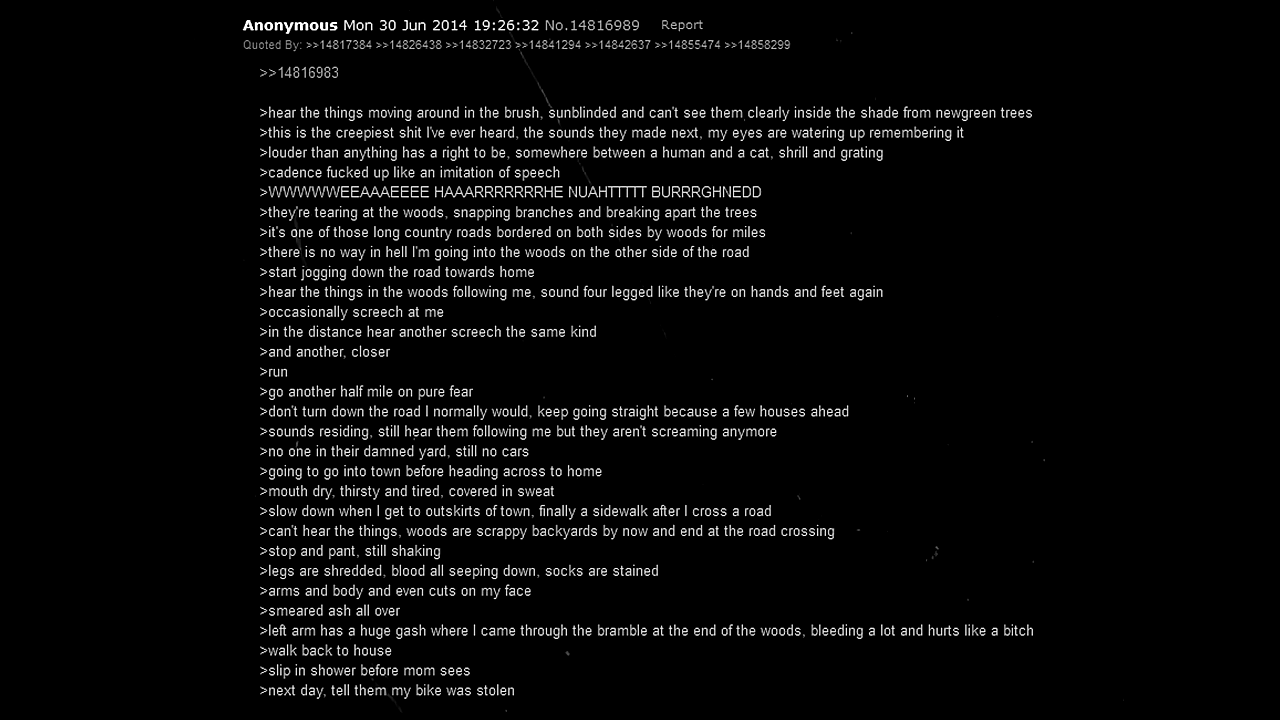 Anonymous Mon 30 Jun 2014 19:26:32 No.14816989 Report
Quoted By: >>14817384 >>14826438 >>14832723 >>14841294 >>14842637 >>14855474 >>14858299
>>14816983
>hear the things moving around in the brush, sunblinded and can't see them clearly inside the shade from newgreen trees
>this is the creepiest shit I've ever heard, the sounds they made next, my eyes are watering up remembering it
>louder than anything has a right to be, somewhere between a human and a cat, shrill and grating
>cadence fucked up like an imitation of speech
>WWWWWEEAAAEEEE HAAARRRRRRRHE NUAHTTTTT BURRRGHNEDD
>they're tearing at the woods, snapping branches and breaking apart the trees
>it's one of those long country roads bordered on both sides by woods for miles
>there is no way in hell I'm going into the woods on the other side of the road
>start jogging down the road towards home
>hear the things in the woods following me, sound four legged like they're on hands and feet again
>occasionally screech at me
>in the distance hear another screech the same kind
>and another, closer
>run
>go another half mile on pure fear
>don't turn down the road I normally would, keep going straight because a few houses ahead
>sounds residing, still hear them following me but they aren't screaming anymore
>no one in their damned yard, still no cars
>going to go into town before heading across to home
>mouth dry, thirsty and tired, covered in sweat
>slow down when I get to outskirts of town, finally a sidewalk after I cross a road
>can't hear the things, woods are scrappy backyards by now and end at the road crossing
>stop and pant, still shaking
>legs are shredded, blood all seeping down, socks are stained
>arms and body and even cuts on my face
>smeared ash all over
>left arm has a huge gash where I came through the bramble at the end of the woods, bleeding a lot and hurts like a bitch
>walk back to house
>slip in shower before mom sees
>next day, tell them my bike was stolen